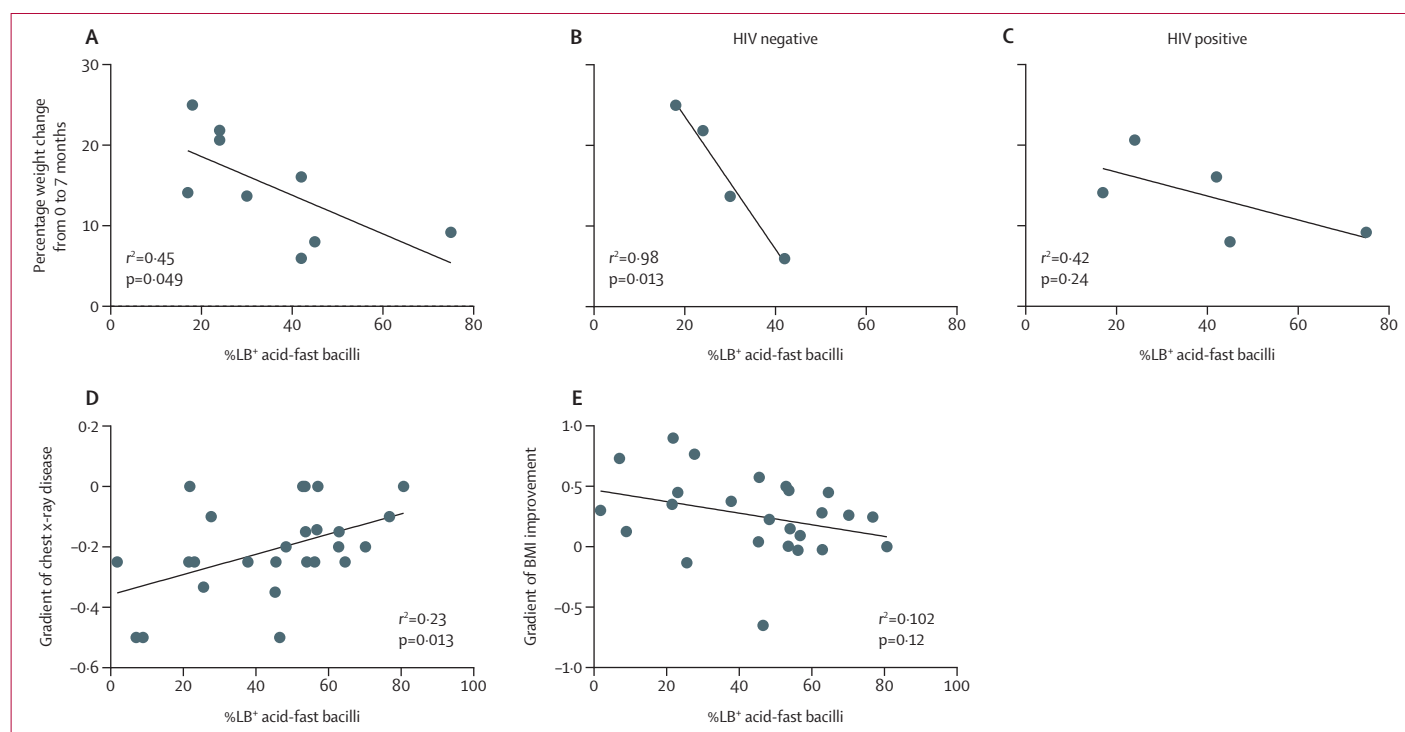 A
Percentage weight change
from 0 to 7 months
30
20
10
0
r²=0·45
p=0·049
0 20 40 60 80
%LB⁺ acid-fast bacilli
B
HIV negative
r²=0·98
p=0·013
0 20 40 60 80
%LB⁺ acid-fast bacilli
C
HIV positive
r²=0·42
p=0·24
0 20 40 60 80
%LB⁺ acid-fast bacilli
D
Gradient of chest x-ray disease
0·2
0
–0·2
–0·4
–0·6
r²=0·23
p=0·013
0 20 40 60 80 100
%LB⁺ acid-fast bacilli
E
Gradient of BMI improvement
1·0
0·5
0
–0·5
–1·0
r²=0·102
p=0·12
0 20 40 60 80 100
%LB⁺ acid-fast bacilli